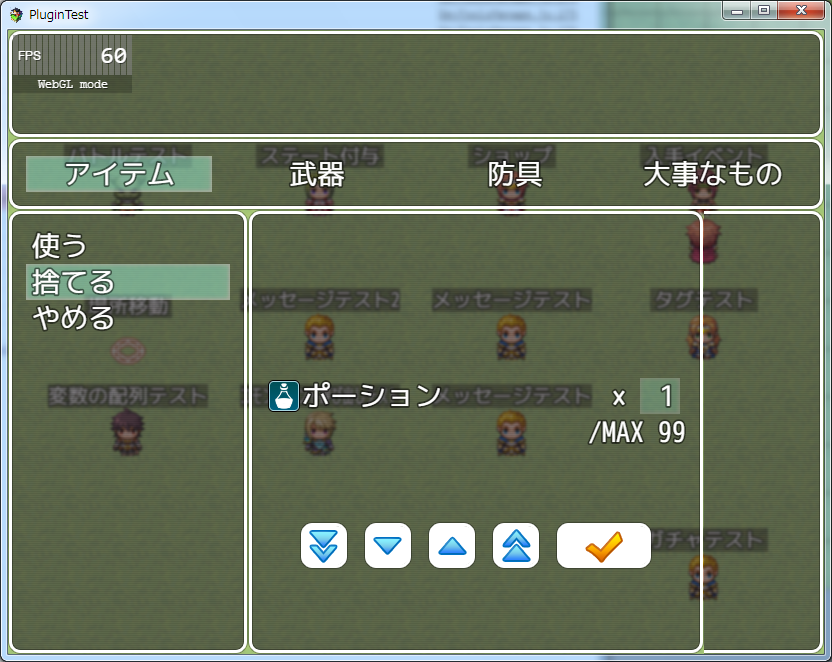 PluginTest
FPS 60
WebGL mode
バトルテスト ステート付与 ショップ 入手イベント
アイテム 武器 防具 大事なもの
使う
捨てる
やめる
場所移動 メッセージテスト2 メッセージテスト タグテスト
変数の配列テスト メッセージテスト
ポーション x 1
/MAX 99
ガチャテスト